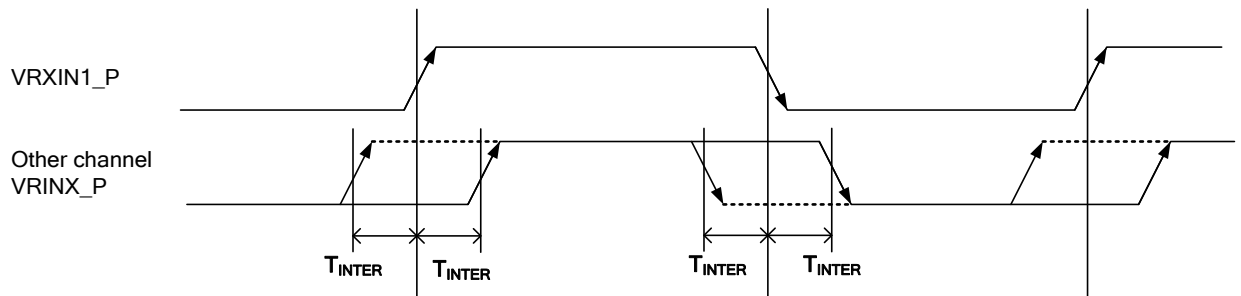 VRXIN1_P
Other channel
VRINX_P
TINTER TINTER TINTER TINTER